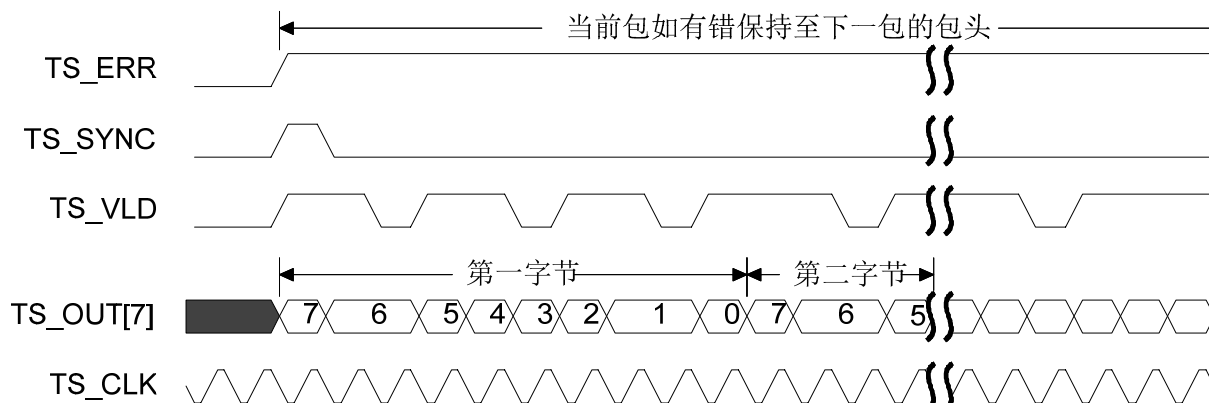 当前包如有错保持至下一包的包头
TS_ERR
TS_SYNC
TS_VLD
第一字节 第二字节
TS_OUT[7] 7 6 5 4 3 2 1 0 7 6 5
TS_CLK